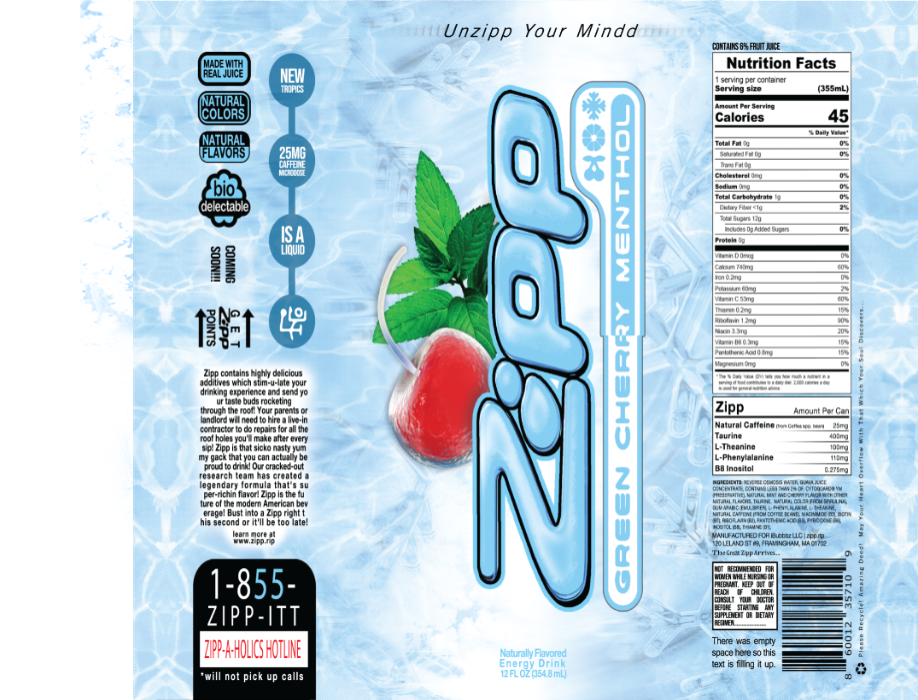 Unzipp Your Mindd
MADE WITH
REAL JUICE
NATURAL
COLORS
NATURAL
FLAVORS
bio
delectable
COMING
SOON!!!
GET
Zipp
POINTS
NEW
TROPICS
25MG
CAFFEINE
MICRODOSE
IS A
LIQUID
Zipp contains highly delicious
additives which stim-u-late your
drinking experience and send yo
ur taste buds rocketing
through the roof! Your parents or
landlord will need to hire a live-in
contractor to do repairs for all the
roof holes you'll make after every
sip! Zipp is that sicko nasty yum
my gack that you can actually be
proud to drink! Our cracked-out
research team has created a
legendary formula that's su
per-richin flavor! Zipp is the fu
ture of the modern American bev
erage! Bust into a Zipp right t
his second or it'll be too late!
learn more at
www.zipp.rip
1-855-
ZIPP-ITT
ZIPP-A-HOLICS HOTLINE
*will not pick up calls
Zipp
GREEN CHERRY MENTHOL
Naturally Flavored
Energy Drink
12 FL OZ (354.8 mL)
CONTAINS 6% FRUIT JUICE
Nutrition Facts
1 serving per container
Serving size (355mL)
Amount Per Serving
Calories 45
% Daily Value*
Total Fat 0g 0%
Saturated Fat 0g 0%
Trans Fat 0g
Cholesterol 0mg 0%
Sodium 0mg 0%
Total Carbohydrate 1g 0%
Dietary Fiber <1g 2%
Total Sugars 12g
Includes 0g Added Sugars 0%
Protein 0g
Vitamin D 0mcg 0%
Calcium 740mg 60%
Iron 0.2mg 0%
Potassium 60mg 2%
Vitamin C 53mg 60%
Thiamin 0.2mg 15%
Riboflavin 1.2mg 90%
Niacin 3.3mg 20%
Vitamin B6 0.3mg 15%
Pantothenic Acid 0.8mg 15%
Magnesium 0mg 0%
* The % Daily Value (DV) tells you how much a nutrient in a
serving of food contributes to a daily diet. 2,000 calories a day
is used for general nutrition advice.
Zipp Amount Per Can
Natural Caffeine (from Coffea spp. bean) 25mg
Taurine 400mg
L-Theanine 100mg
L-Phenylalanine 110mg
B8 Inositol 0.275mg
INGREDIENTS: REVERSE OSMOSIS WATER, GUAVA JUICE
CONCENTRATE, CONTAINS LESS THAN 2% OF: CYTOGUARD® TM
(PRESERVATIVE), NATURAL MINT AND CHERRY FLAVOR WITH OTHER
NATURAL FLAVORS, TAURINE, NATURAL COLOR (FROM SPIRULINA),
GUM ARABIC (EMULSIFIER), L-PHENYLALANINE, L-THEANINE,
NATURAL CAFFEINE (FROM COFFEE BEANS), NIACINAMIDE (B3), BIOTIN
(B7), RIBOFLAVIN (B2), PANTOTHENIC ACID (B5), PYRIDOXINE (B6),
INOSITOL (B8), THIAMINE (B1).
MANUFACTURED FOR iBubbitz LLC | zipp.rip
120 LELAND ST #9, FRAMINGHAM, MA 01702
The Great Zipp Arrives...
NOT RECOMMENDED FOR
WOMEN WHILE NURSING OR
PREGNANT. KEEP OUT OF
REACH OF CHILDREN.
CONSULT YOUR DOCTOR
BEFORE STARTING ANY
SUPPLEMENT OR DIETARY
REGIMEN...............
There was empty
space here so this
text is filling it up.
8 60012 35710 9
Please Recycle! Amazing Deed! May Your Heart Overflow With That Which Your Soul Discovers...